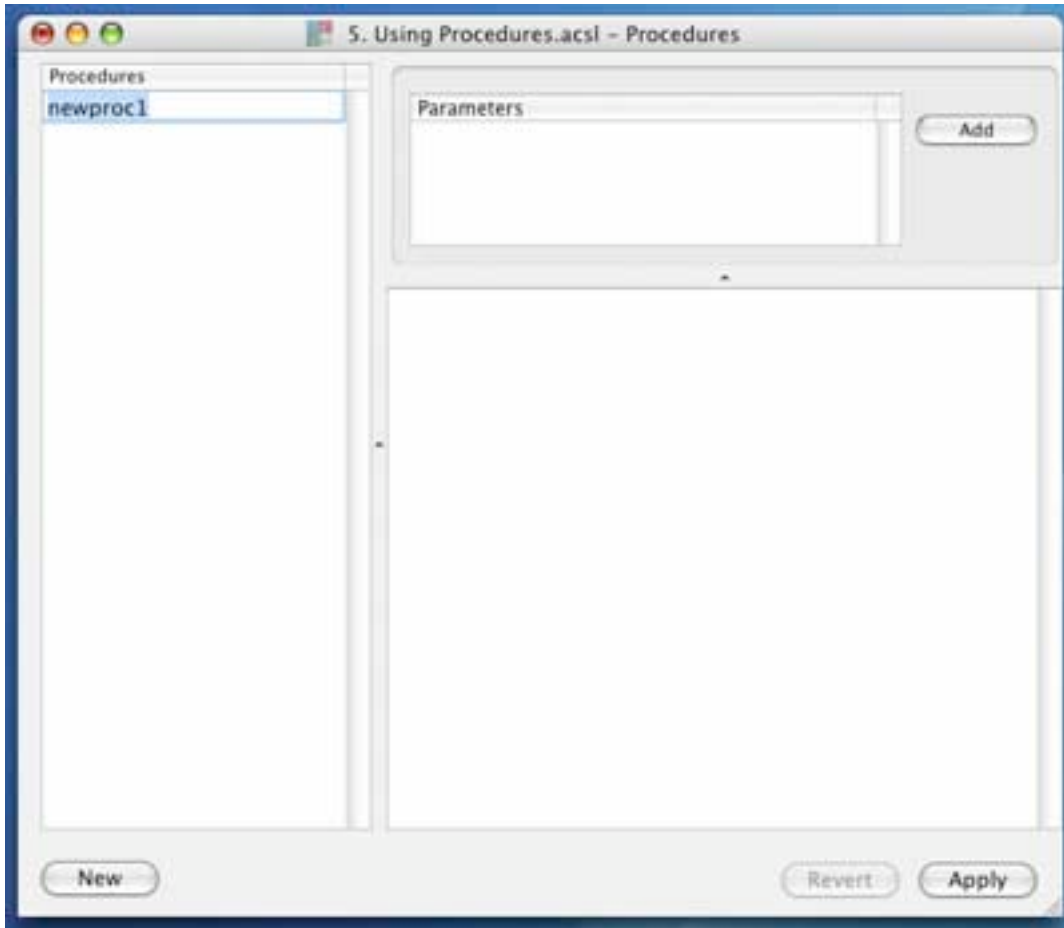 5. Using Procedures.acsl - Procedures
Procedures
newproc1
Parameters
Add
New
Revert
Apply